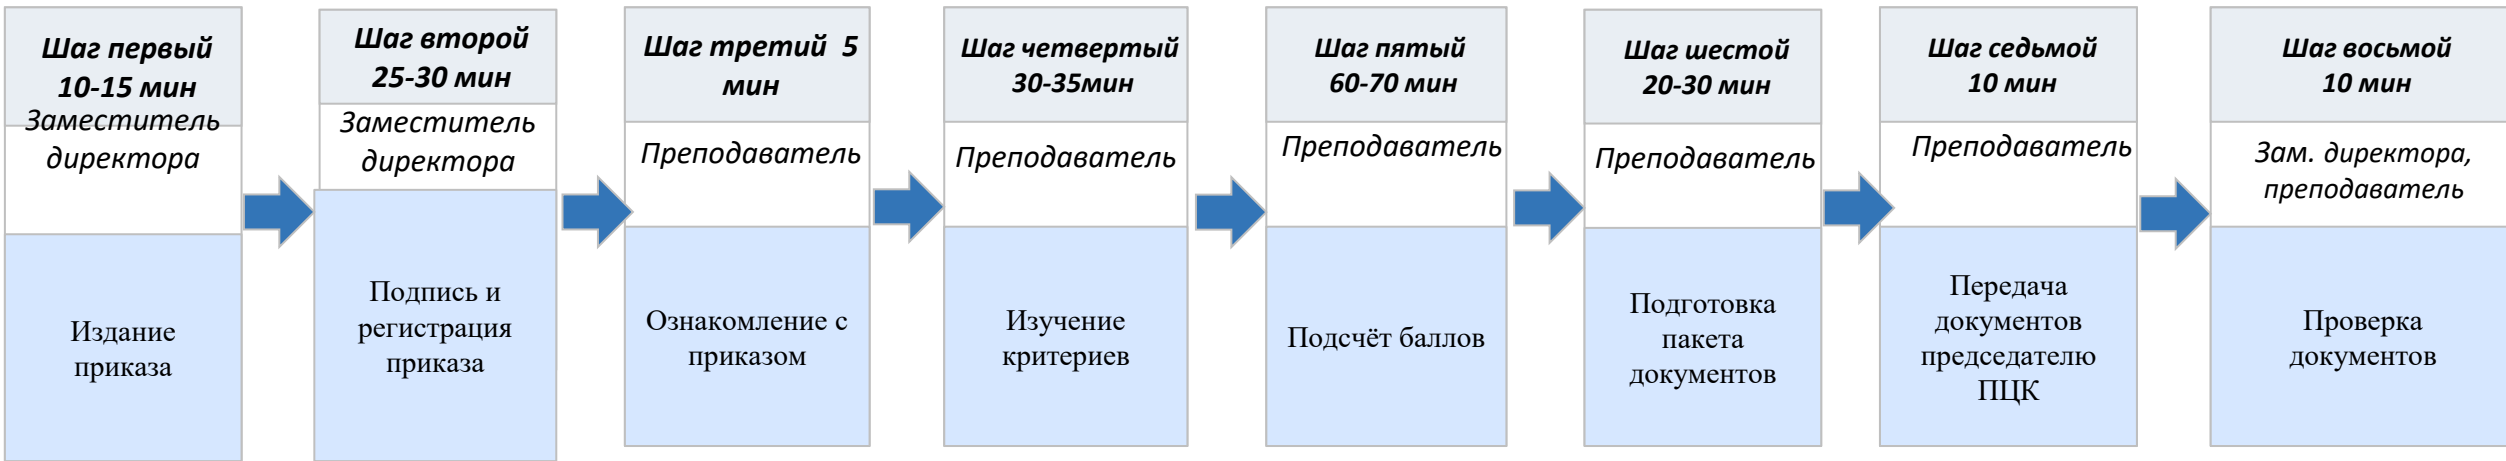 Шаг первый
10-15 мин
Заместитель
директора
Издание
приказа
Шаг второй
25-30 мин
Заместитель
директора
Подпись и
регистрация
приказа
Шаг третий  5
мин
Преподаватель
Ознакомление с
приказом
Шаг четвертый
30-35мин
Преподаватель
Изучение
критериев
Шаг пятый
60-70 мин
Преподаватель
Подсчёт баллов
Шаг шестой
20-30 мин
Преподаватель
Подготовка
пакета
документов
Шаг седьмой
10 мин
Преподаватель
Передача
документов
председателю
ПЦК
Шаг восьмой
10 мин
Зам. директора,
преподаватель
Проверка
документов